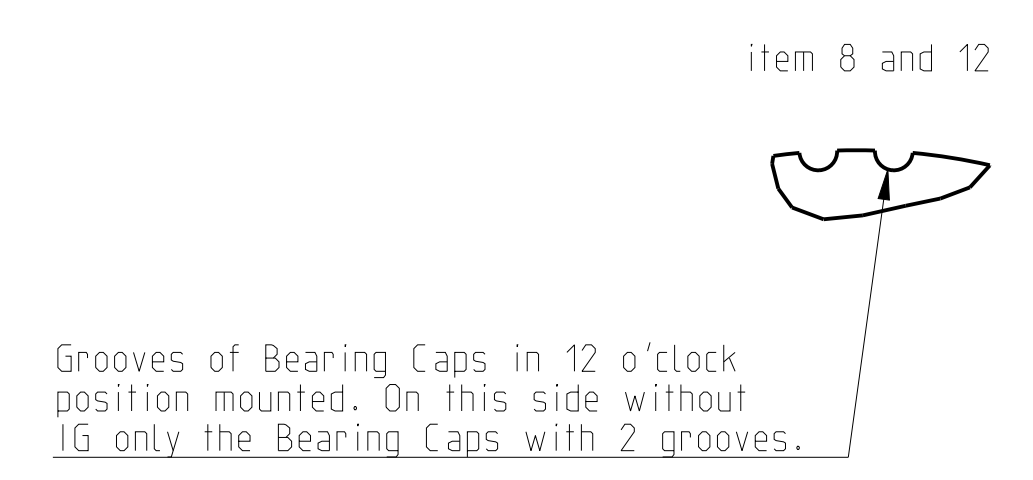 item 8 and 12
Grooves of Bearing Caps in 12 o'clock
position mounted. On this side without
1G only the Bearing Caps with 2 grooves.